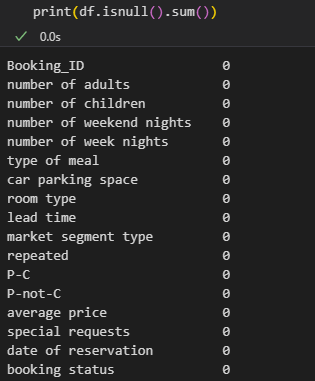 print(df.isnull().sum())
0.0s
Booking_ID 0
number of adults 0
number of children 0
number of weekend nights 0
number of week nights 0
type of meal 0
car parking space 0
room type 0
lead time 0
market segment type 0
repeated 0
P-C 0
P-not-C 0
average price 0
special requests 0
date of reservation 0
booking status 0